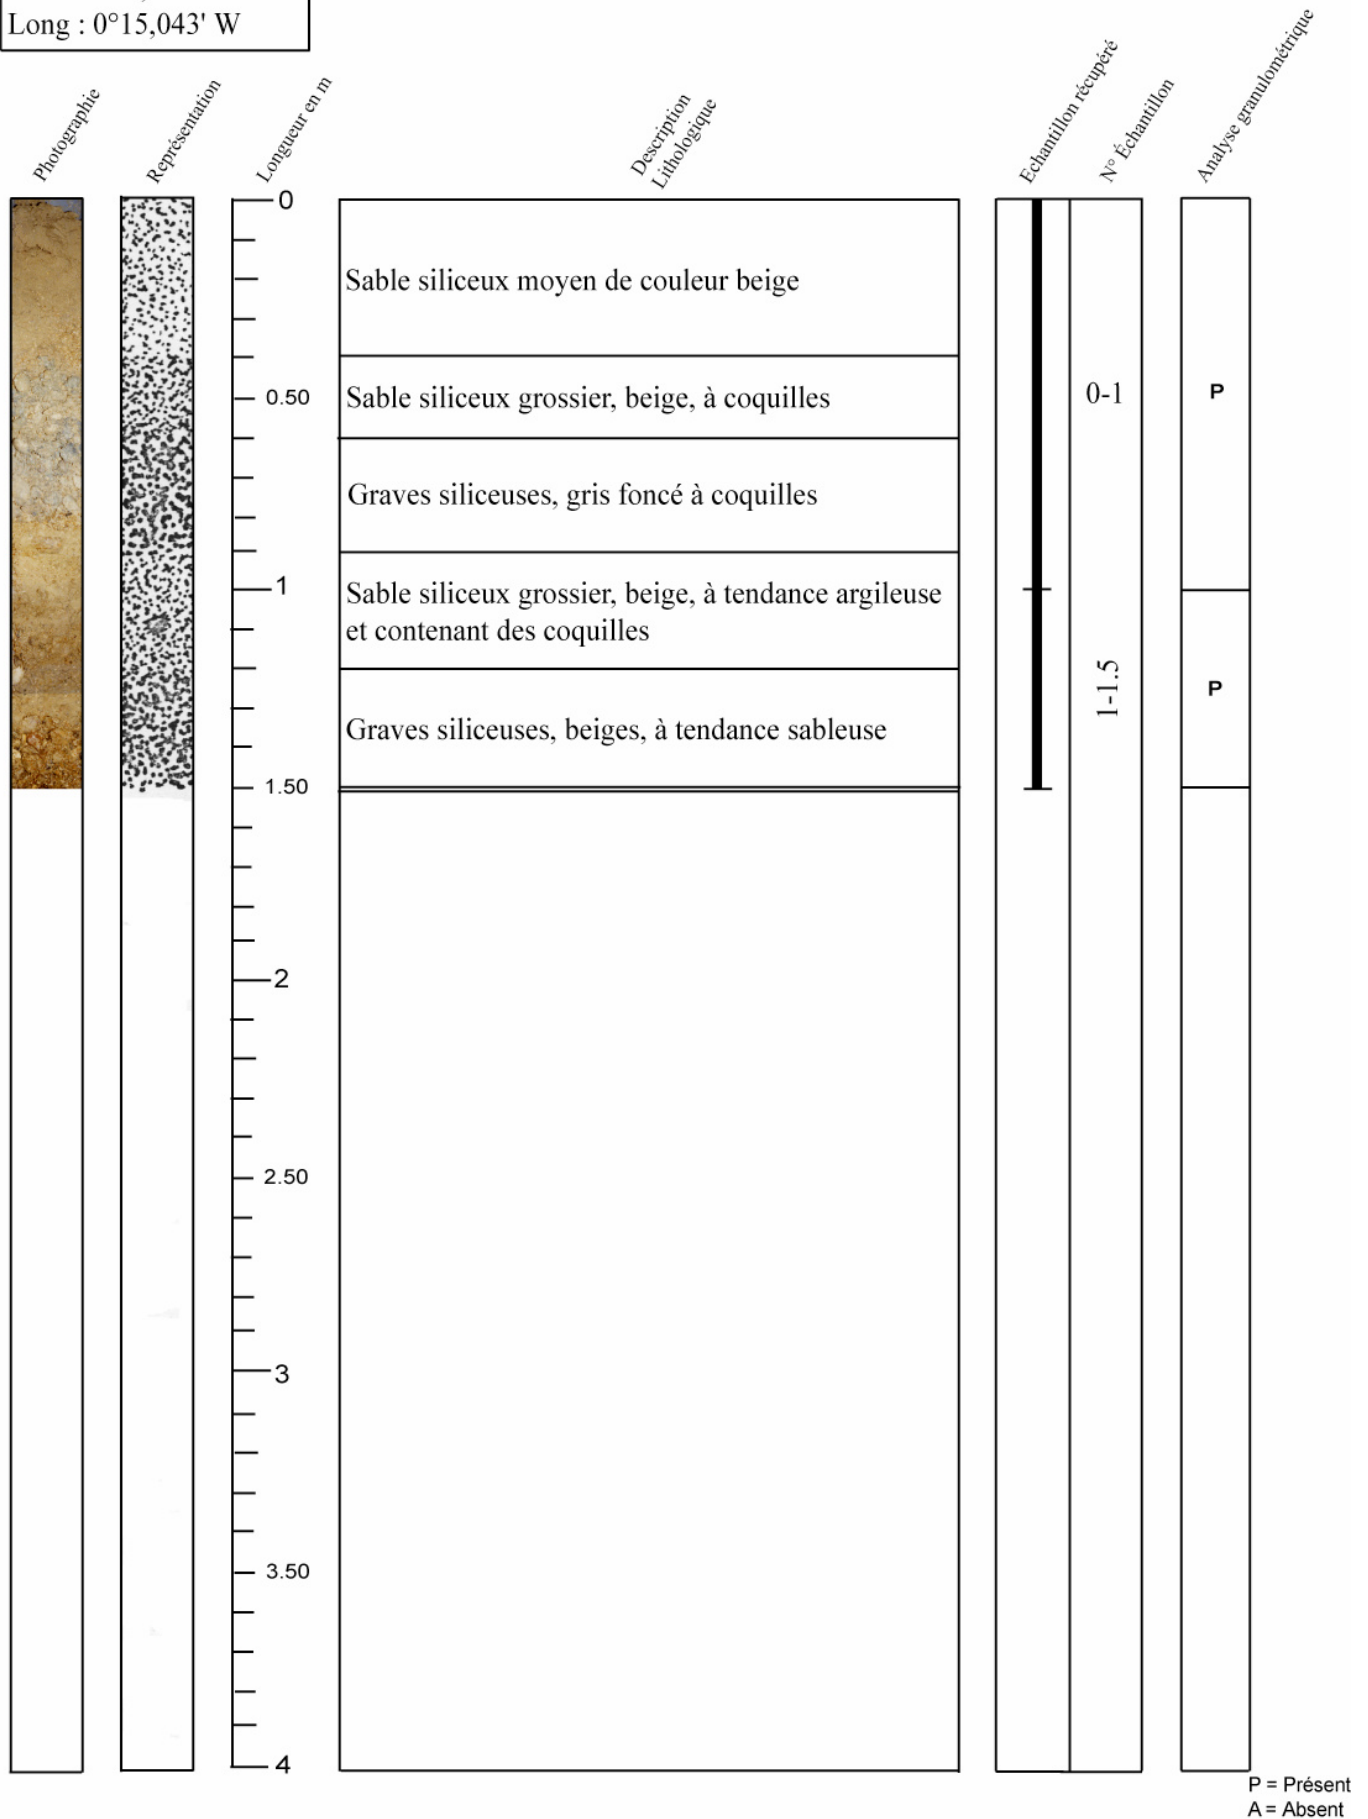 Long : 0°15,043' W
Photographie
Représentation
Longueur en m
Description
Lithologique
Echantillon récupéré
N° Échantillon
Analyse granulométrique
0
Sable siliceux moyen de couleur beige
0.50
Sable siliceux grossier, beige, à coquilles
0-1
P
Graves siliceuses, gris foncé à coquilles
1
Sable siliceux grossier, beige, à tendance argileuse
et contenant des coquilles
1-1.5
P
Graves siliceuses, beiges, à tendance sableuse
1.50
2
2.50
3
3.50
4
P = Présent
A = Absent